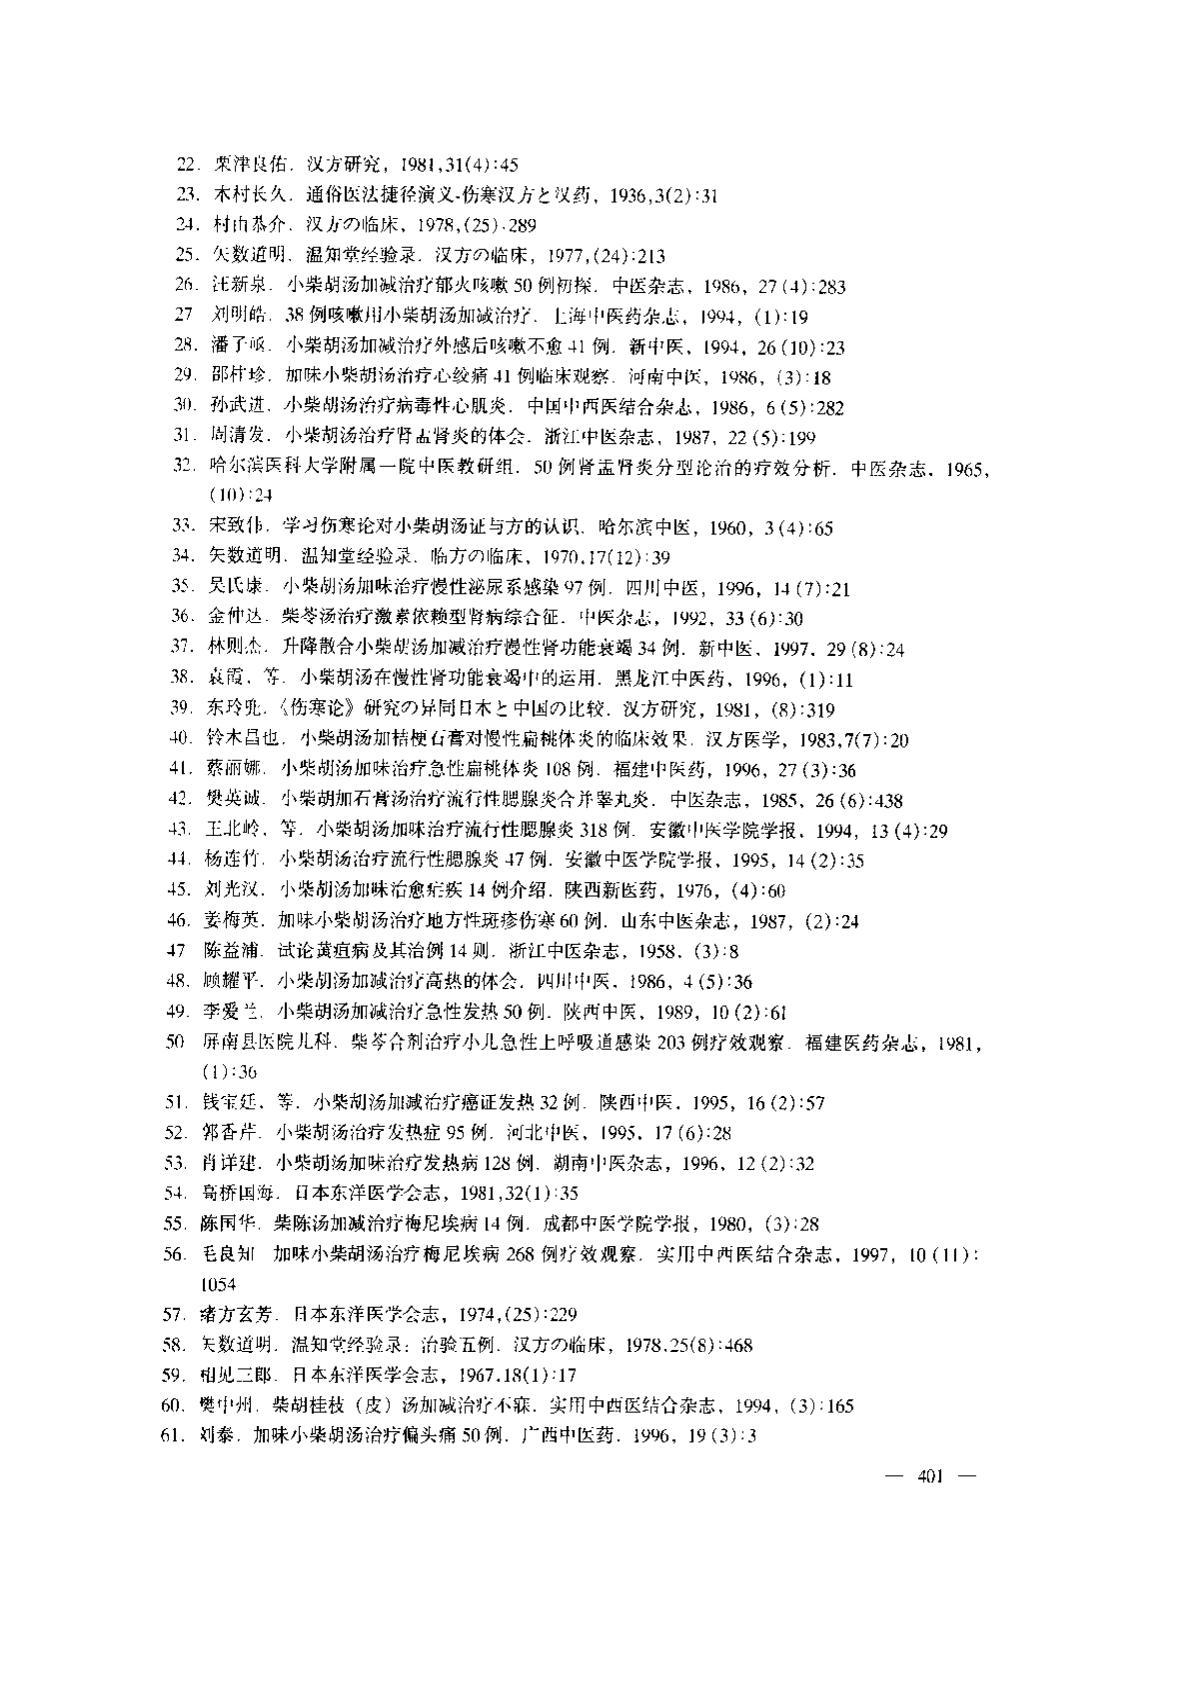 22. 栗津良佑. 汉方研究, 1981,31(4):45
23. 木村长久. 通俗医法捷径演义-伤寒汉方と汉药, 1936,3(2):31
24. 村山恭介. 汉方の临床, 1978,(25):289
25. 矢数道明. 温知堂经验录. 汉方の临床, 1977,(24):213
26. 汪新泉. 小柴胡汤加减治疗郁火咳嗽 50 例初探. 中医杂志, 1986, 27 (4):283
27 刘明皓. 38 例咳嗽用小柴胡汤加减治疗. 上海中医药杂志, 1994, (1):19
28. 潘子 . 小柴胡汤加减治疗外感后咳嗽不愈 41 例. 新中医, 1994, 26 (10):23
29. 邵桂珍. 加味小柴胡汤治疗心绞痛 41 例临床观察. 河南中医, 1986, (3):18
30. 孙武进. 小柴胡汤治疗病毒性心肌炎. 中国中西医结合杂志, 1986, 6 (5):282
31. 周清发. 小柴胡汤治疗肾盂肾炎的体会. 浙江中医杂志, 1987, 22 (5):199
32. 哈尔滨医科大学附属一院中医教研组. 50 例肾盂肾炎分型论治的疗效分析. 中医杂志. 1965,
(10):24
33. 宋致伟. 学习伤寒论对小柴胡汤证与方的认识. 哈尔滨中医, 1960, 3 (4):65
34. 矢数道明. 温知堂经验录. 临方の临床, 1970.17(12):39
35. 吴氏康. 小柴胡汤加味治疗慢性泌尿系感染 97 例. 四川中医, 1996, 14 (7):21
36. 金仲达. 柴苓汤治疗激素依赖型肾病综合征. 中医杂志, 1992, 33 (6):30
37. 林则杰. 升降散合小柴胡汤加减治疗慢性肾功能衰竭 34 例. 新中医, 1997, 29 (8):24
38. 袁霞, 等. 小柴胡汤在慢性肾功能衰竭中的运用. 黑龙江中医药, 1996, (1):11
39. 东玲 .《伤寒论》研究の异同日本と中国の比较. 汉方研究, 1981, (8):319
40. 铃木昌也. 小柴胡汤加桔梗石膏对慢性扁桃体炎的临床效果. 汉方医学, 1983,7(7):20
41. 蔡丽娜. 小柴胡汤加味治疗急性扁桃体炎 108 例. 福建中医药, 1996, 27 (3):36
42. 樊英诚. 小柴胡加石膏汤治疗流行性腮腺炎合并睾丸炎. 中医杂志, 1985, 26 (6):438
43. 王北岭, 等. 小柴胡汤加味治疗流行性腮腺炎 318 例. 安徽中医学院学报. 1994, 13 (4):29
44. 杨连竹. 小柴胡汤治疗流行性腮腺炎 47 例. 安徽中医学院学报, 1995, 14 (2):35
45. 刘光汉. 小柴胡汤加味治愈疟疾 14 例介绍. 陕西新医药, 1976, (4):60
46. 姜梅英. 加味小柴胡汤治疗地方性斑疹伤寒 60 例. 山东中医杂志, 1987, (2):24
47 陈益浦. 试论黄疸病及其治例 14 则. 浙江中医杂志, 1958. (3):8
48. 顾耀平. 小柴胡汤加减治疗高热的体会. 四川中医. 1986, 4 (5):36
49. 李爱兰. 小柴胡汤加减治疗急性发热 50 例. 陕西中医, 1989, 10 (2):61
50 屏南县医院儿科. 柴芩合剂治疗小儿急性上呼吸道感染 203 例疗效观察. 福建医药杂志, 1981,
(1):36
51. 钱宝廷, 等. 小柴胡汤加减治疗癌证发热 32 例. 陕西中医. 1995, 16 (2):57
52. 郭香芹. 小柴胡汤治疗发热症 95 例. 河北中医, 1995. 17 (6):28
53. 肖详建. 小柴胡汤加味治疗发热病 128 例. 湖南中医杂志, 1996, 12 (2):32
54. 高桥国海. 日本东洋医学会志, 1981,32(1):35
55. 陈国华. 柴陈汤加减治疗梅尼埃病 14 例. 成都中医学院学报, 1980, (3):28
56. 毛良知 加味小柴胡汤治疗梅尼埃病 268 例疗效观察. 实用中西医结合杂志, 1997, 10 (11):
1054
57. 绪方玄芳. 日本东洋医学会志, 1974,(25):229
58. 矢数道明. 温知堂经验录: 治验五例. 汉方の临床, 1978.25(8):468
59. 相见三郎. 日本东洋医学会志, 1967.18(1):17
60. 樊中州. 柴胡桂枝 (皮) 汤加减治疗不寐. 实用中西医结合杂志, 1994, (3):165
61. 刘泰. 加味小柴胡汤治疗偏头痛 50 例. 广西中医药. 1996, 19 (3):3
— 401 —